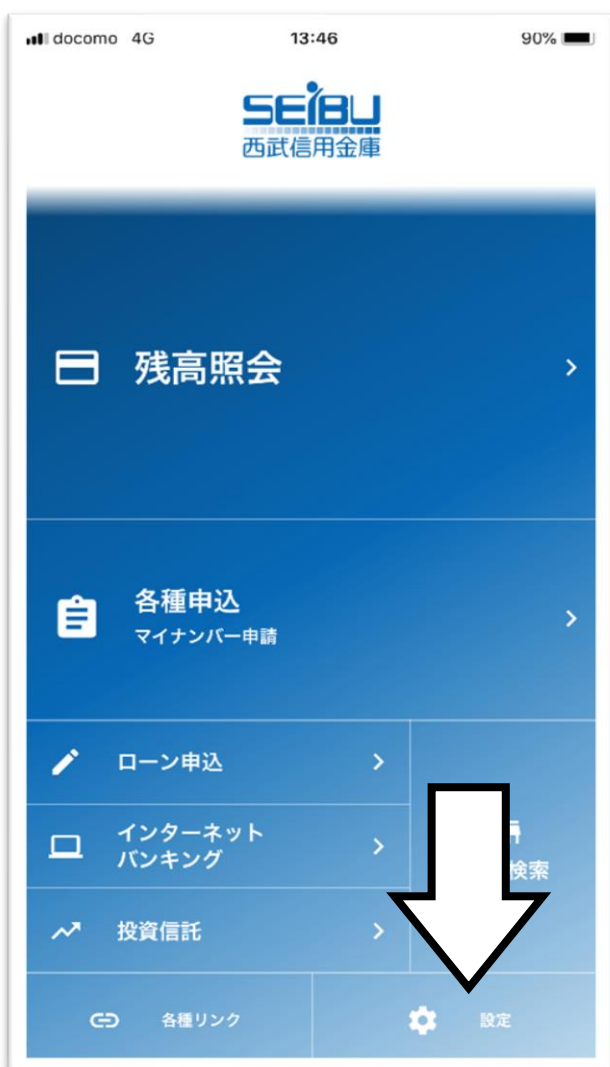 docomo 4G 13:46 90%
SEIBU
西武信用金庫
残高照会
各種申込
マイナンバー申請
ローン申込
インターネット
バンキング
検索
投資信託
各種リンク
設定